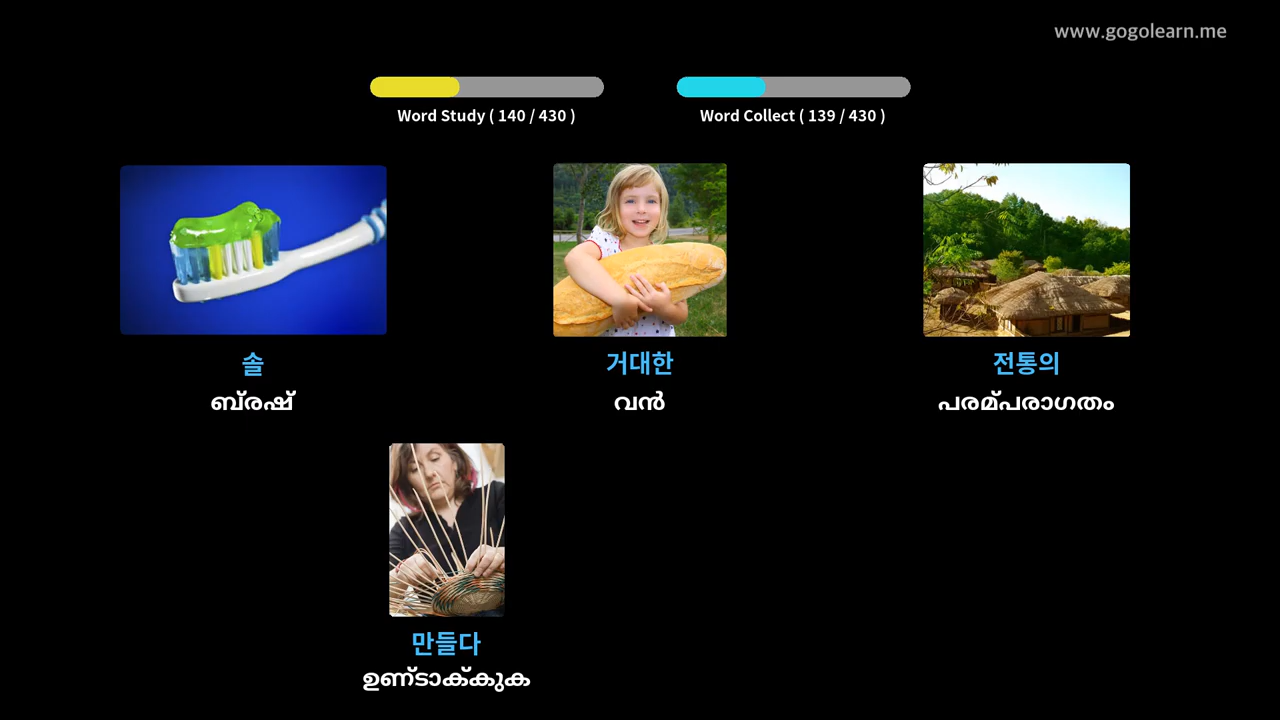 www.gogolearn.me
Word Study ( 140 / 430 )
Word Collect ( 139 / 430 )
솔
거대한
전통의
ബ്രഷ്
വൻ
പരമ്പരാഗതം
만들다
ഉണ്ടാക്കുക